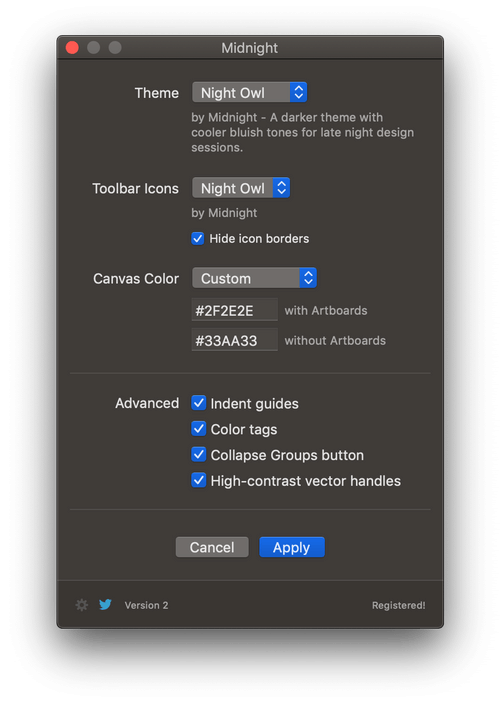 Midnight
Theme Night Owl
by Midnight - A darker theme with
cooler bluish tones for late night design
sessions.
Toolbar Icons Night Owl
by Midnight
Hide icon borders
Canvas Color Custom
#2F2E2E with Artboards
#33AA33 without Artboards
Advanced Indent guides
Color tags
Collapse Groups button
High-contrast vector handles
Cancel Apply
Version 2 Registered!